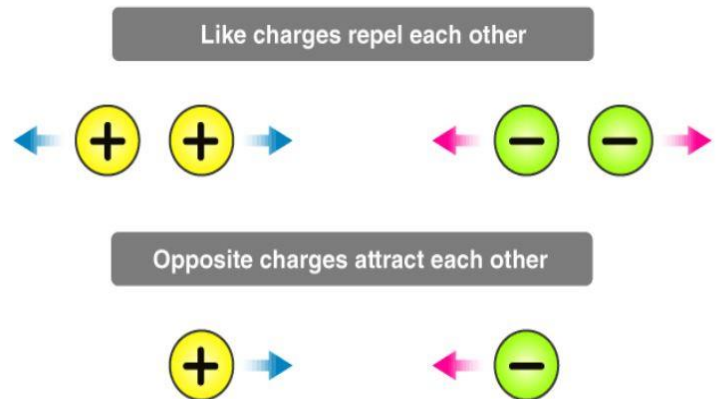 Like charges repel each other
+ + − −
Opposite charges attract each other
+ −